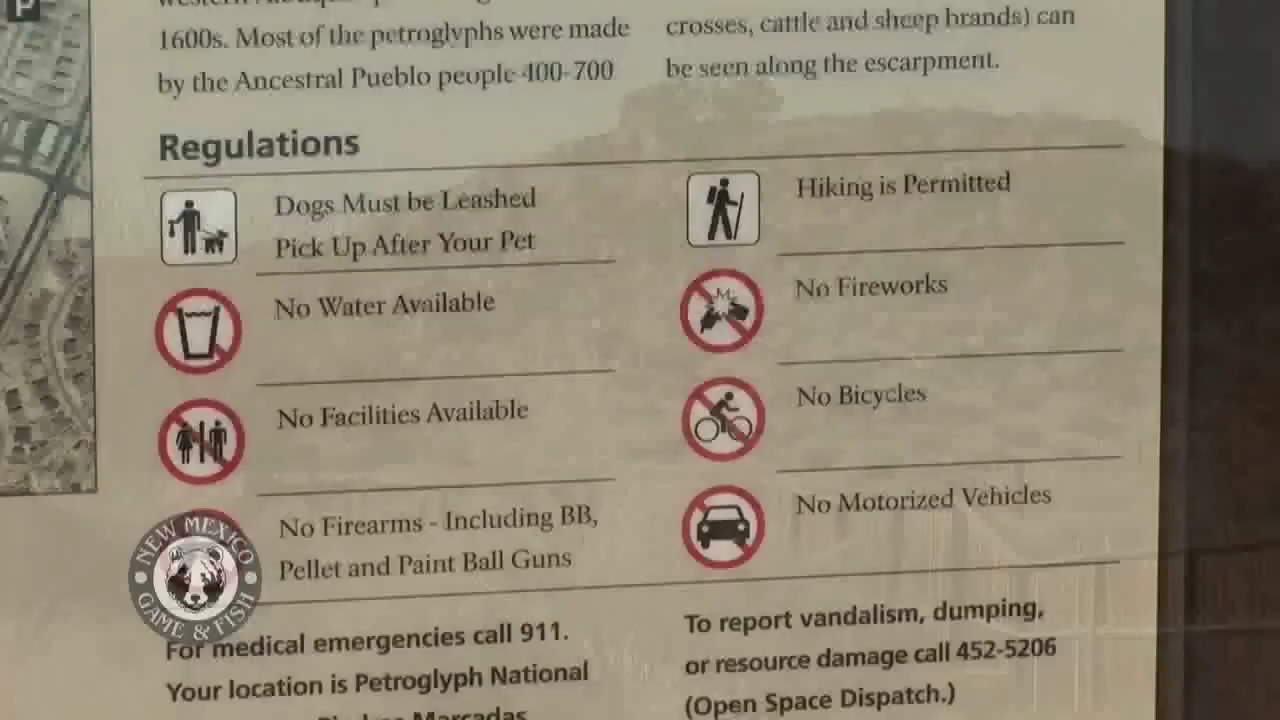 P
1600s. Most of the petroglyphs were made
by the Ancestral Pueblo people 400-700
crosses, cattle and sheep brands) can
be seen along the escarpment.
Regulations
Dogs Must be Leashed
Pick Up After Your Pet
No Water Available
No Facilities Available
No Firearms - Including BB,
Pellet and Paint Ball Guns
Hiking is Permitted
No Fireworks
No Bicycles
No Motorized Vehicles
NEW MEXICO
GAME & FISH
For medical emergencies call 911.
Your location is Petroglyph National
Marcadas
To report vandalism, dumping,
or resource damage call 452-5206
(Open Space Dispatch.)